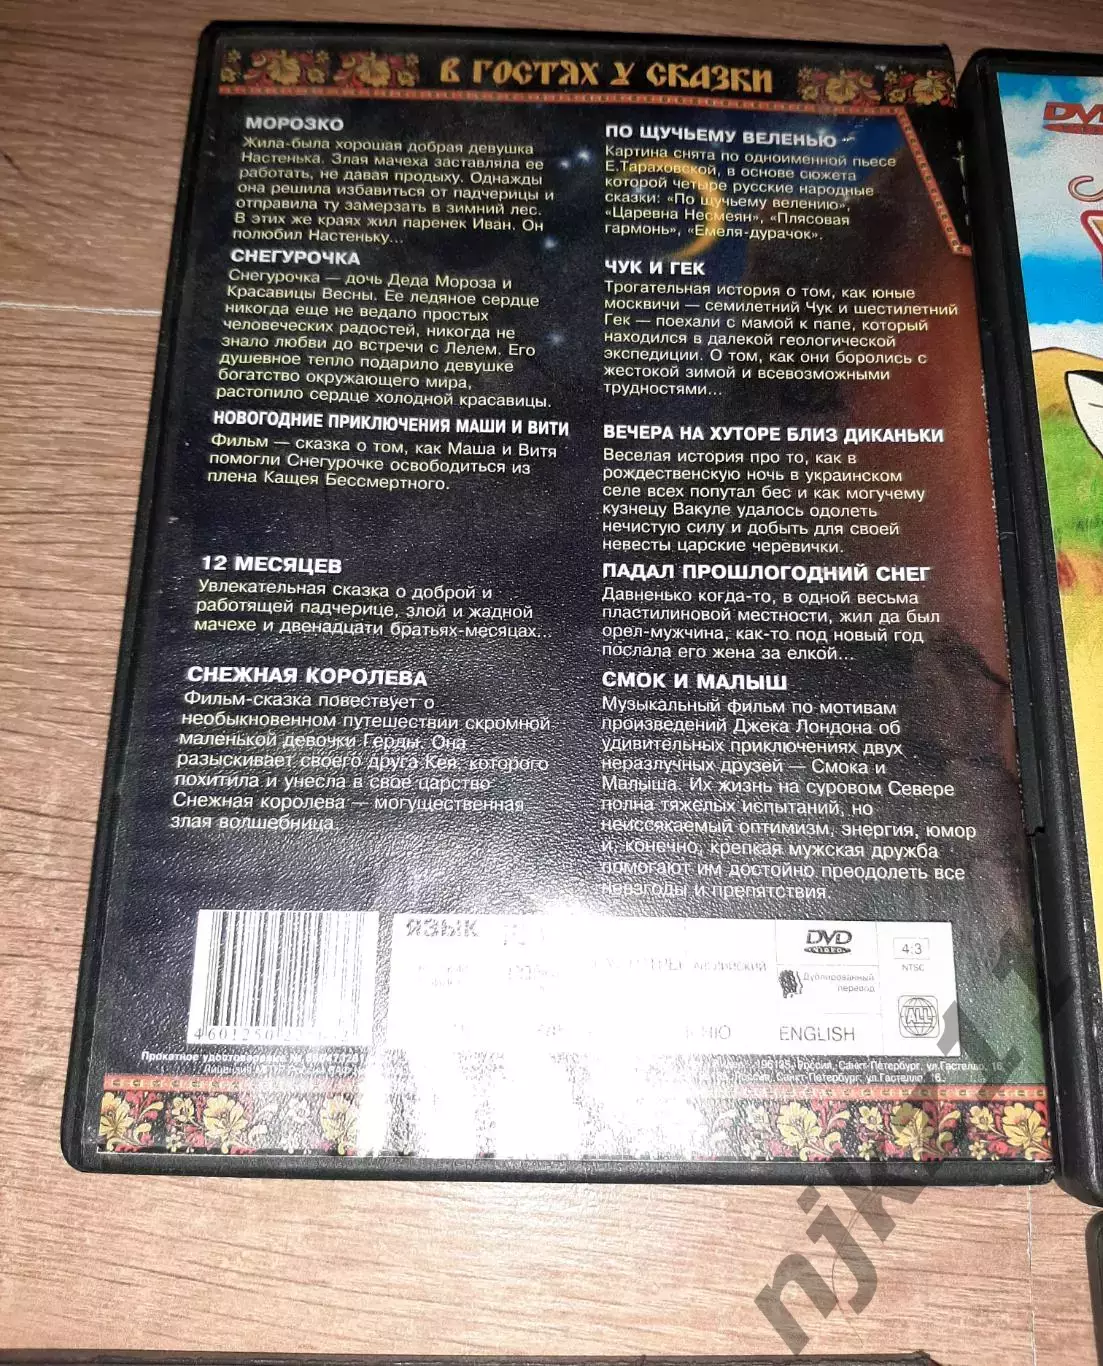 В ГОСТЯХ У СКАЗКИ
МОРОЗКО
Жила-была хорошая добрая девушка
Настенька. Злая мачеха заставляла ее
работать, не давая продыху. Однажды
она решила избавиться от падчерицы и
отправила ту замерзать в зимний лес.
В этих же краях жил паренек Иван. Он
полюбил Настеньку...
СНЕГУРОЧКА
Снегурочка — дочь Деда Мороза и
Красавицы Весны. Ее ледяное сердце
никогда еще не ведало простых
человеческих радостей, никогда не
знало любви до встречи с Лелем. Его
душевное тепло подарило девушке
богатство окружающего мира,
растопило сердце холодной красавицы.
НОВОГОДНИЕ ПРИКЛЮЧЕНИЯ МАШИ И ВИТИ
Фильм — сказка о том, как Маша и Витя
помогли Снегурочке освободиться из
плена Кащея Бессмертного.
12 МЕСЯЦЕВ
Увлекательная сказка о доброй и
работящей падчерице, злой и жадной
мачехе и двенадцати братьях-месяцах...
СНЕЖНАЯ КОРОЛЕВА
Фильм-сказка повествует о
необыкновенном путешествии скромной
маленькой девочки Герды. Она
разыскивает своего друга Кея, которого
похитила и унесла в свое царство
Снежная королева — могущественная
злая волшебница.
ПО ЩУЧЬЕМУ ВЕЛЕНЬЮ
Картина снята по одноименной пьесе
Е.Тараховской, в основе сюжета
которой четыре русские народные
сказки: «По щучьему велению»,
«Царевна Несмеян», «Плясовая
гармонь», «Емеля-дурачок».
ЧУК И ГЕК
Трогательная история о том, как юные
москвичи — семилетний Чук и шестилетний
Гек — поехали с мамой к папе, который
находился в далекой геологической
экспедиции. О том, как они боролись с
жестокой зимой и всевозможными
трудностями...
ВЕЧЕРА НА ХУТОРЕ БЛИЗ ДИКАНЬКИ
Веселая история про то, как в
рождественскую ночь в украинском
селе всех попутал бес и как могучему
кузнецу Вакуле удалось одолеть
нечистую силу и добыть для своей
невесты царские черевички.
ПАДАЛ ПРОШЛОГОДНИЙ СНЕГ
Давненько когда-то, в одной весьма
пластилиновой местности, жил да был
орел-мужчина, как-то под новый год
послала его жена за елкой...
СМОК И МАЛЫШ
Музыкальный фильм по мотивам
произведений Джека Лондона об
удивительных приключениях двух
неразлучных друзей — Смока и
Малыша. Их жизнь на суровом Севере
полна тяжелых испытаний, но
неиссякаемый оптимизм, энергия, юмор
и, конечно, крепкая мужская дружба
помогают им достойно преодолеть все
невзгоды и препятствия.
ЯЗЫК
АНГЛИЙСКИЙ
DVD
VIDEO
4:3
NTSC
Дублированный
перевод
ALL
ENGLISH
Прокатное удостоверение №
Россия, Санкт-Петербург, ул.Гастелло, 16
Россия, Санкт-Петербург, ул.Гастелло, 16.